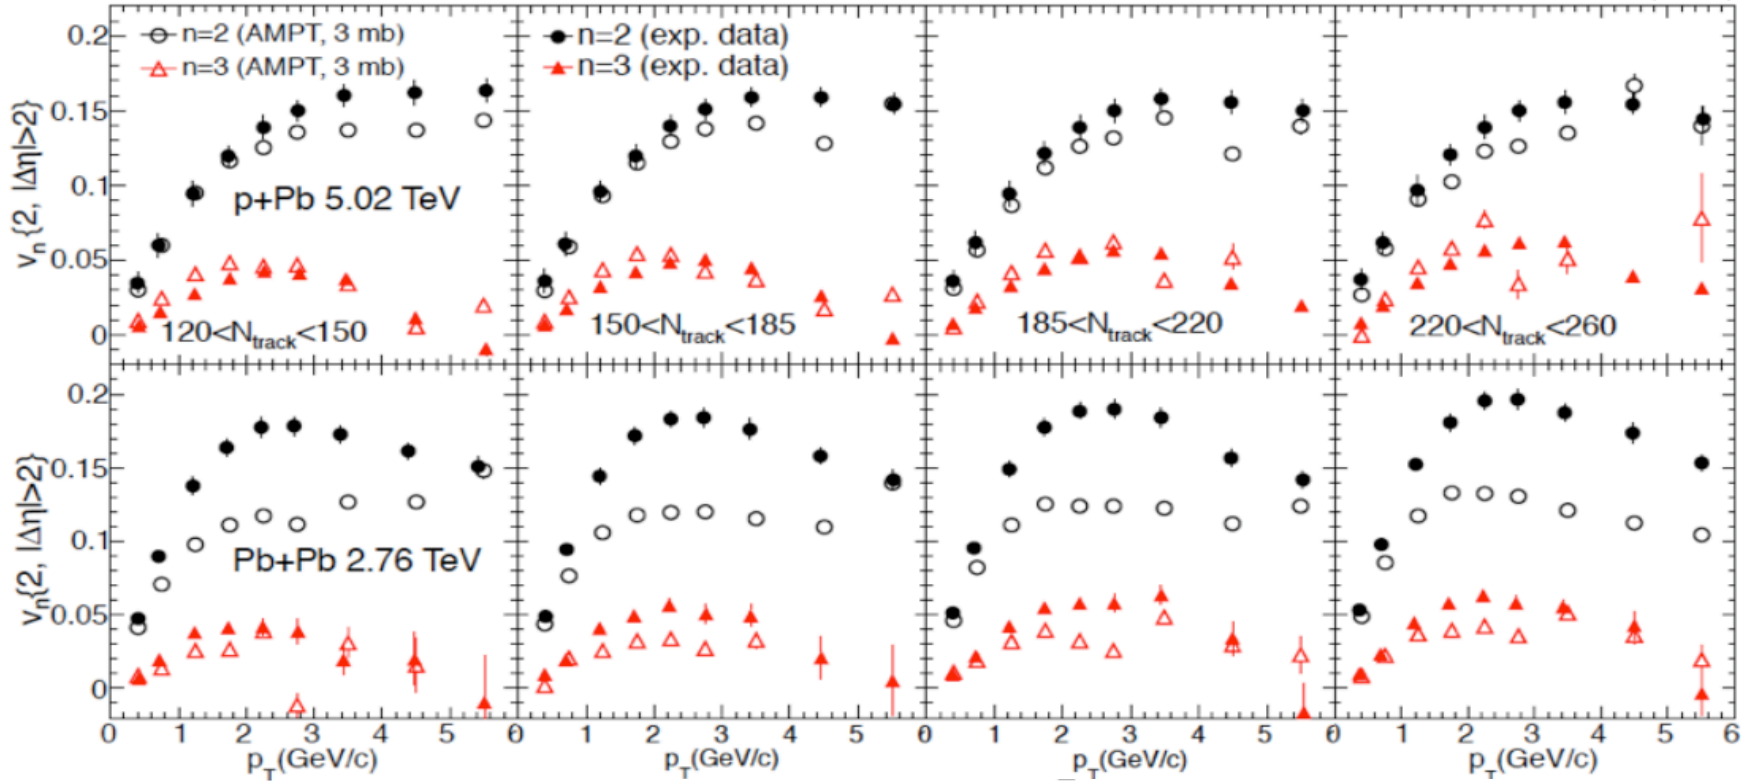 n=2 (AMPT, 3 mb)
n=3 (AMPT, 3 mb)
n=2 (exp. data)
n=3 (exp. data)
0.2
0.15
0.1
0.05
0
vn{2, |Δη|>2}
p+Pb 5.02 TeV
120<Ntrack<150
150<Ntrack<185
185<Ntrack<220
220<Ntrack<260
0.2
0.15
0.1
0.05
0
vn{2, |Δη|>2}
Pb+Pb 2.76 TeV
0 1 2 3 4 5 0 1 2 3 4 5 0 1 2 3 4 5 0 1 2 3 4 5 6
pT(GeV/c) pT(GeV/c) pT(GeV/c) pT(GeV/c)